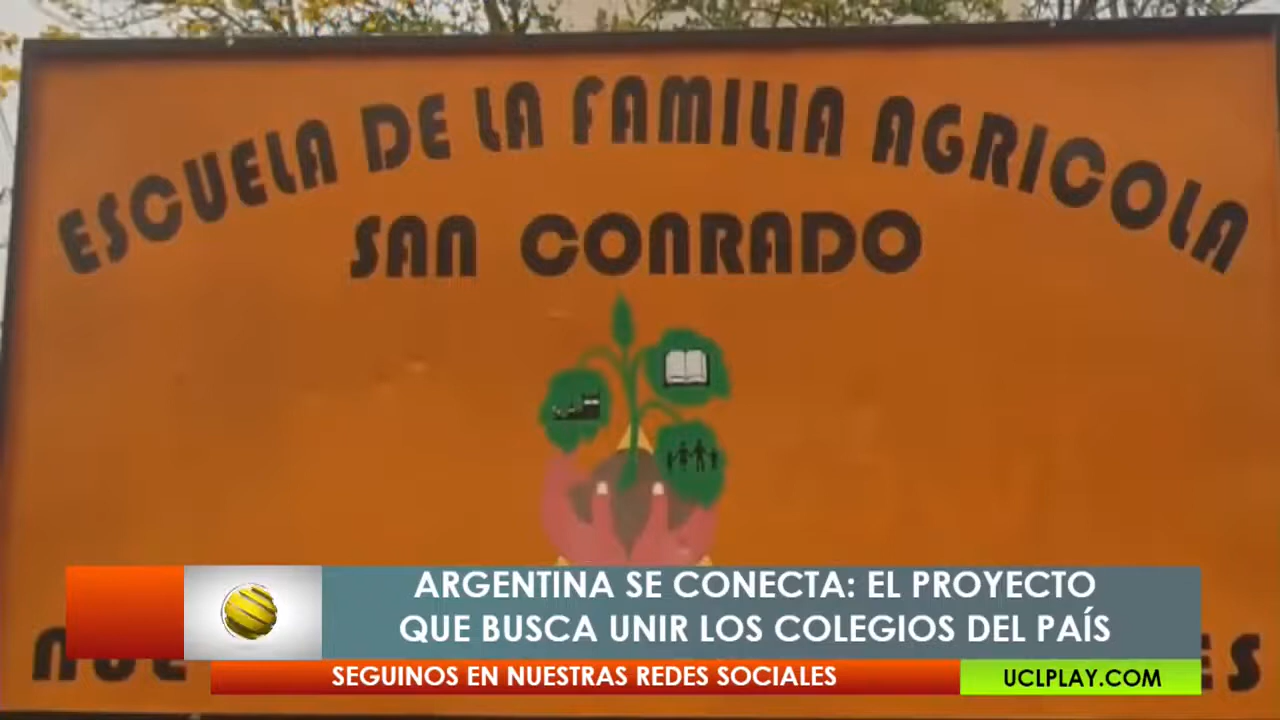 ESCUELA DE LA FAMILIA AGRICOLA
SAN CONRADO
ARGENTINA SE CONECTA: EL PROYECTO
QUE BUSCA UNIR LOS COLEGIOS DEL PAÍS
SEGUINOS EN NUESTRAS REDES SOCIALES
UCLPLAY.COM